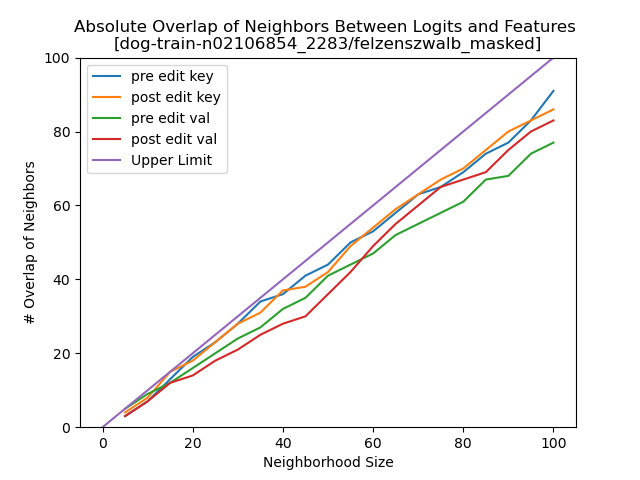 Absolute Overlap of Neighbors Between Logits and Features
[dog-train-n02106854_2283/felzenszwalb_masked]
100
80
60
40
20
0
# Overlap of Neighbors
pre edit key
post edit key
pre edit val
post edit val
Upper Limit
0 20 40 60 80 100
Neighborhood Size